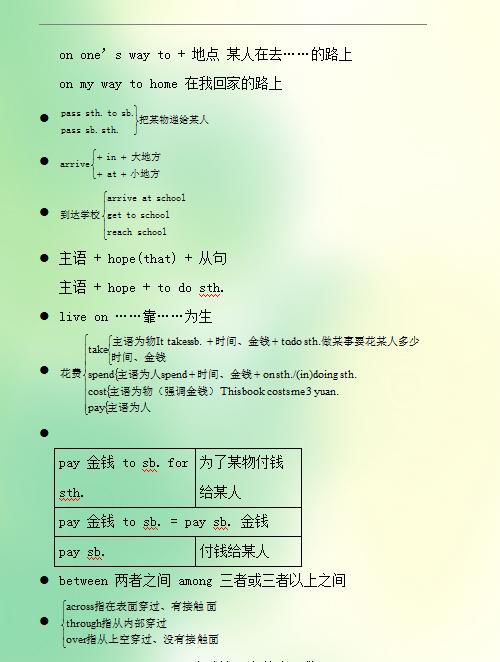 on one's way to + 地点 某人在去……的路上
on my way to home 在我回家的路上
● pass sth. to sb.
pass sb. sth.
把某物递给某人
● arrive
+ in + 大地方
+ at + 小地方
● 到达学校
arrive at school
get to school
reach school
● 主语 + hope(that) + 从句
主语 + hope + to do sth.
● live on ……靠……为生
● 花费
take
主语为物It takessb. +时间、金钱+todo sth.做某事要花某人多少
时间、金钱
spend 主语为人spend+时间、金钱+onsth./(in)doing sth.
cost 主语为物（强调金钱）Thisbook costsme3 yuan.
pay 主语为人
●
pay 金钱 to sb. for sth.
为了某物付钱
给某人
pay 金钱 to sb. = pay sb. 金钱
pay sb. 付钱给某人
● between 两者之间 among 三者或三者以上之间
●
across指在表面穿过、有接触面
through指从内部穿过
over指从上空穿过、没有接触面